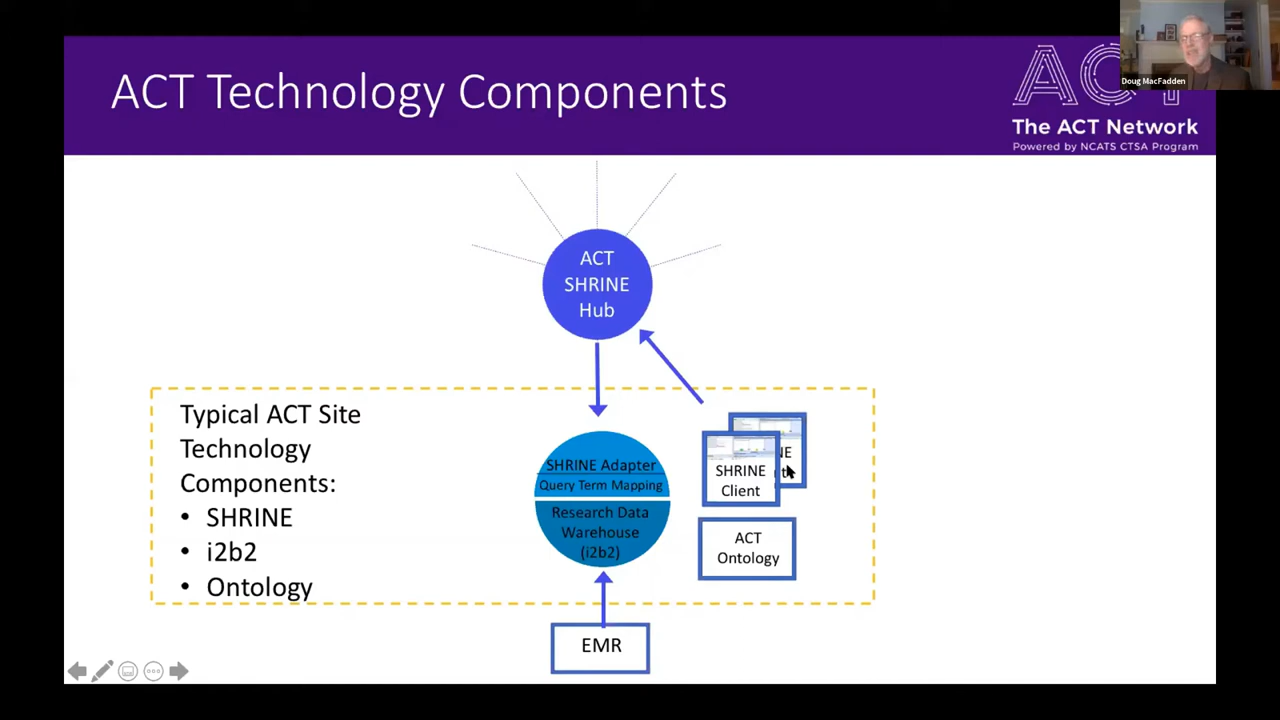 Doug MacFadden
ACT Technology Components
ACT
The ACT Network
Powered by NCATS CTSA Program
ACT
SHRINE
Hub
Typical ACT Site
Technology
Components:
• SHRINE
• i2b2
• Ontology
SHRINE Adapter
Query Term Mapping
Research Data
Warehouse
(i2b2)
SHRINE
Client
ACT
Ontology
EMR